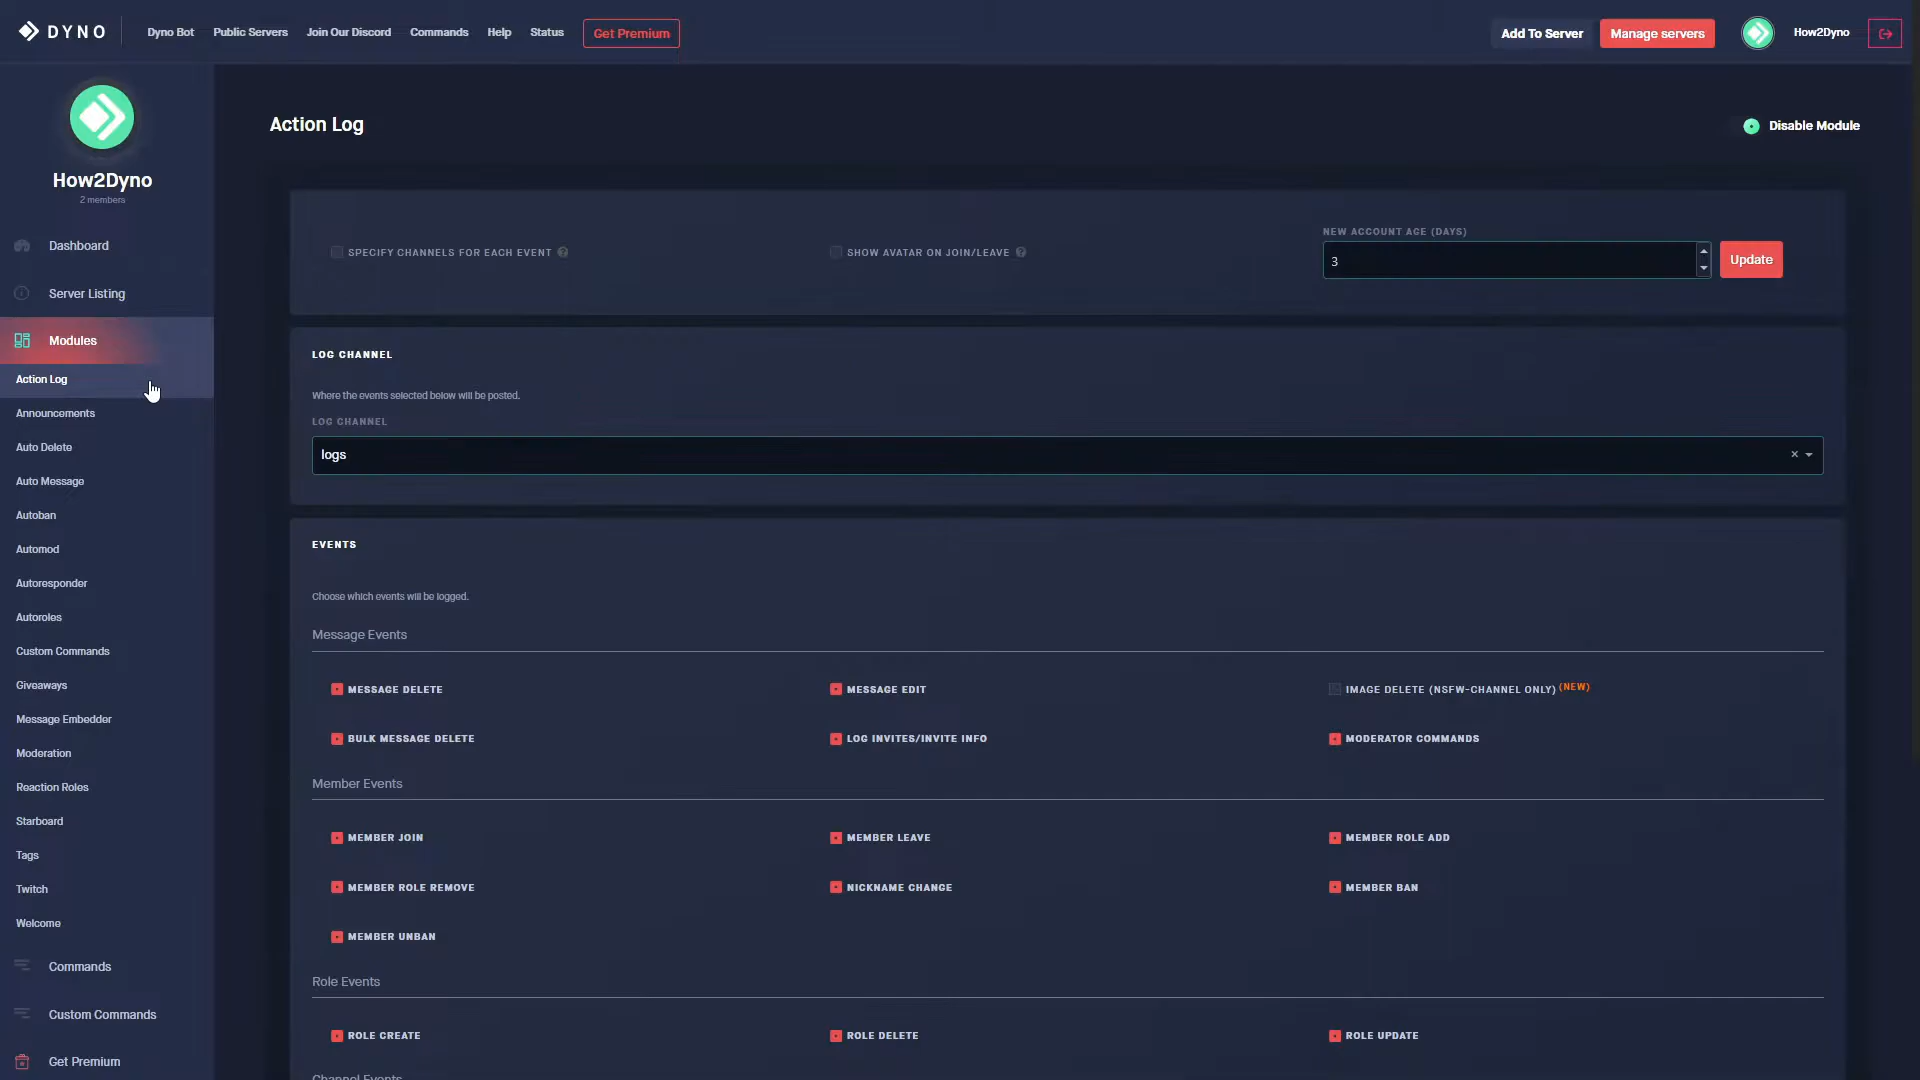 DYNO
Dyno Bot
Public Servers
Join Our Discord
Commands
Help
Status
Get Premium
Add To Server
Manage servers
How2Dyno
How2Dyno
2 members
Dashboard
Server Listing
Modules
Action Log
Announcements
Auto Delete
Auto Message
Autoban
Automod
Autoresponder
Autoroles
Custom Commands
Giveaways
Message Embedder
Moderation
Reaction Roles
Starboard
Tags
Twitch
Welcome
Commands
Custom Commands
Get Premium
Action Log
Disable Module
SPECIFY CHANNELS FOR EACH EVENT ?
SHOW AVATAR ON JOIN/LEAVE ?
NEW ACCOUNT AGE (DAYS)
3
Update
LOG CHANNEL
Where the events selected below will be posted.
LOG CHANNEL
logs
EVENTS
Choose which events will be logged.
Message Events
MESSAGE DELETE
MESSAGE EDIT
IMAGE DELETE (NSFW-CHANNEL ONLY) (NEW)
BULK MESSAGE DELETE
LOG INVITES/INVITE INFO
MODERATOR COMMANDS
Member Events
MEMBER JOIN
MEMBER LEAVE
MEMBER ROLE ADD
MEMBER ROLE REMOVE
NICKNAME CHANGE
MEMBER BAN
MEMBER UNBAN
Role Events
ROLE CREATE
ROLE DELETE
ROLE UPDATE
Channel Events